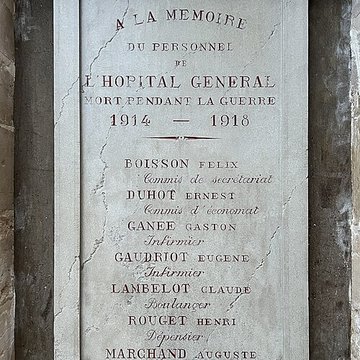 A LA MEMOIRE
DU PERSONNEL
DE
L'HOPITAL GENERAL
MORT PENDANT LA GUERRE
1914 — 1918
BOISSON FELIX
Commis de secrétariat
DUHOT ERNEST
Commis d'économat
GANEE GASTON
Infirmier
GAUDRIOT EUGENE
Infirmier
LAMBELOT CLAUDE
Boulanger
ROUGET HENRI
Dépensier
MARCHAND AUGUSTE